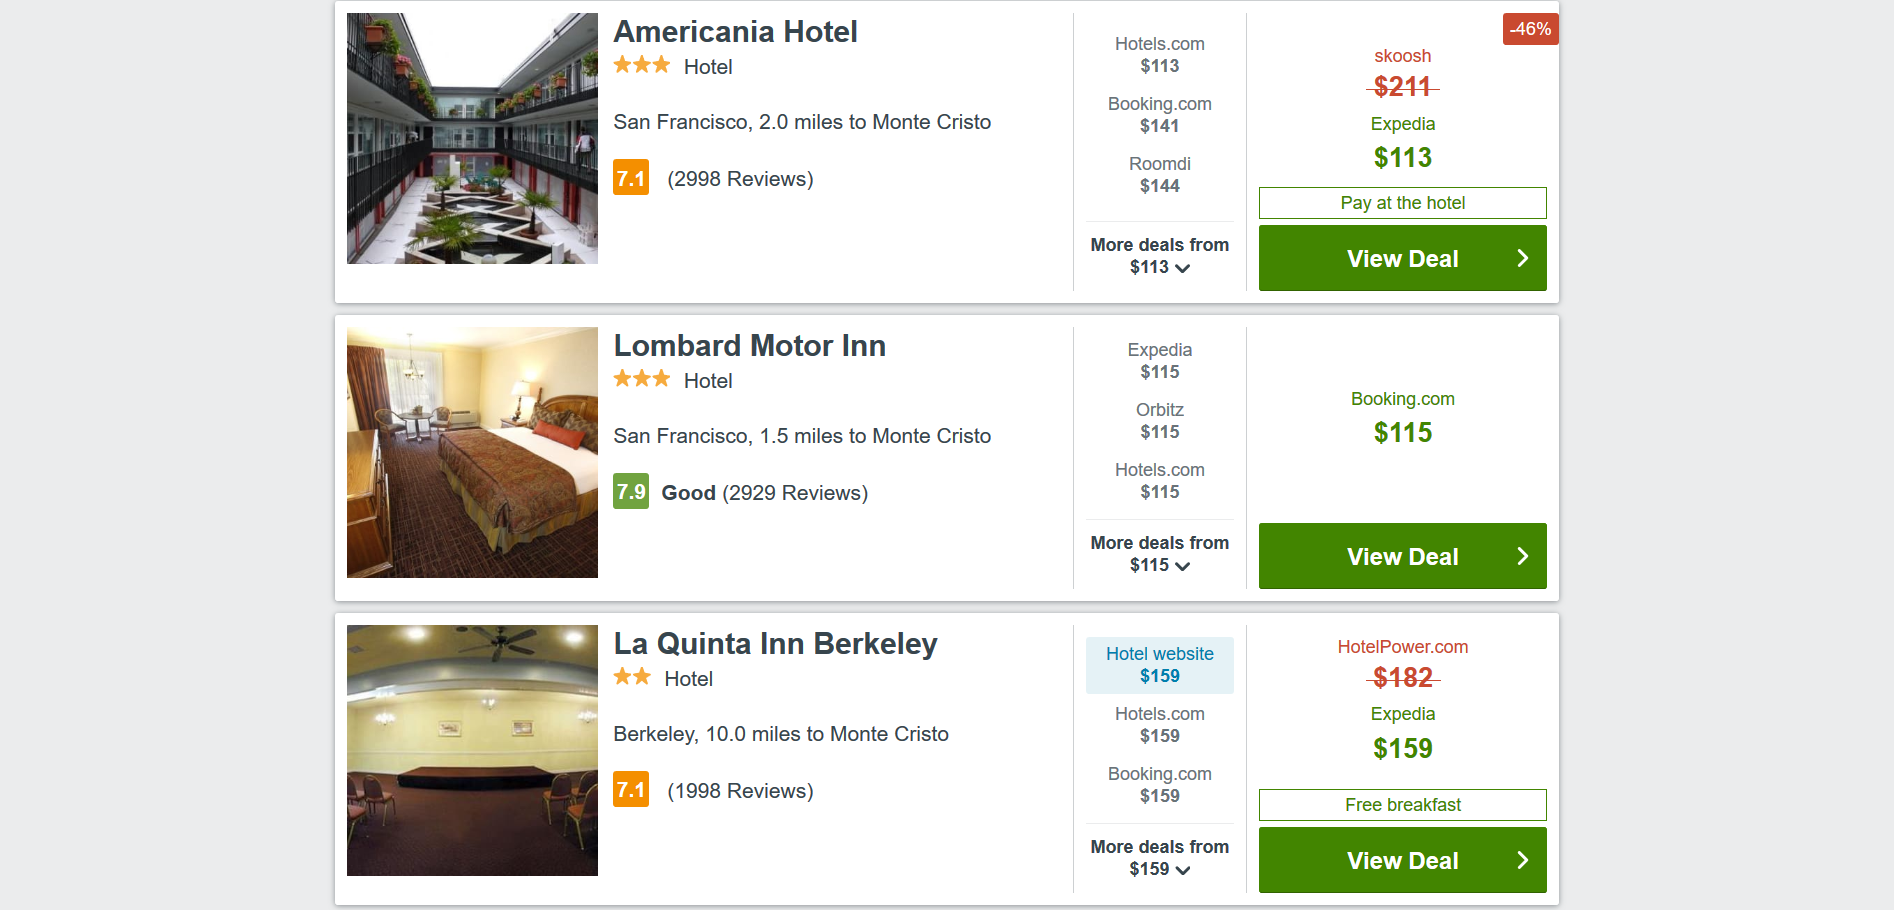 Americania Hotel
Hotel
San Francisco, 2.0 miles to Monte Cristo
7.1 (2998 Reviews)
Hotels.com
$113
Booking.com
$141
Roomdi
$144
More deals from
$113
-46%
skoosh
$211
Expedia
$113
Pay at the hotel
View Deal
Lombard Motor Inn
Hotel
San Francisco, 1.5 miles to Monte Cristo
7.9 Good (2929 Reviews)
Expedia
$115
Orbitz
$115
Hotels.com
$115
More deals from
$115
Booking.com
$115
View Deal
La Quinta Inn Berkeley
Hotel
Berkeley, 10.0 miles to Monte Cristo
7.1 (1998 Reviews)
Hotel website
$159
Hotels.com
$159
Booking.com
$159
More deals from
$159
HotelPower.com
$182
Expedia
$159
Free breakfast
View Deal